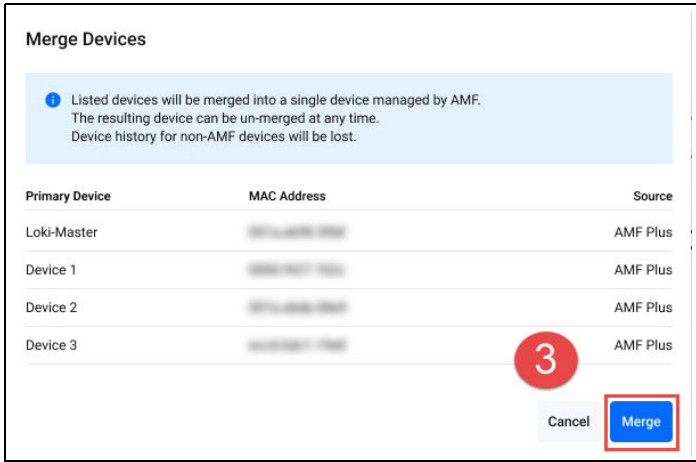 Merge Devices
Listed devices will be merged into a single device managed by AMF.
The resulting device can be un-merged at any time.
Device history for non-AMF devices will be lost.
Primary Device MAC Address Source
Loki-Master AMF Plus
Device 1 AMF Plus
Device 2 AMF Plus
Device 3 AMF Plus
3
Cancel Merge